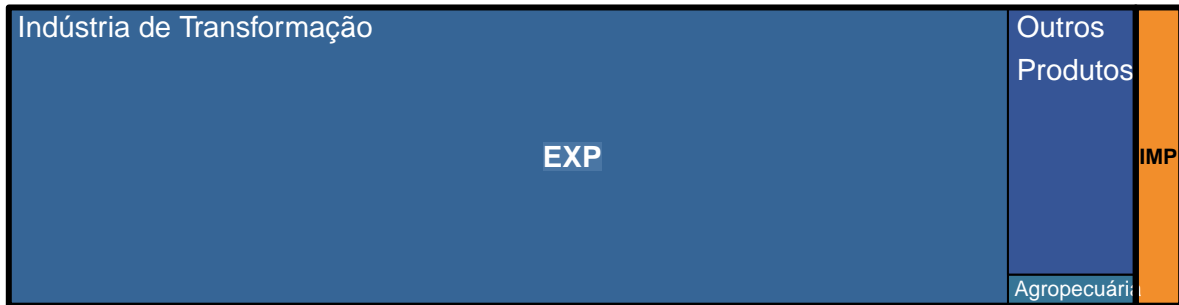 Indústria de Transformação
Outros
Produtos
EXP
IMP
Agropecuária